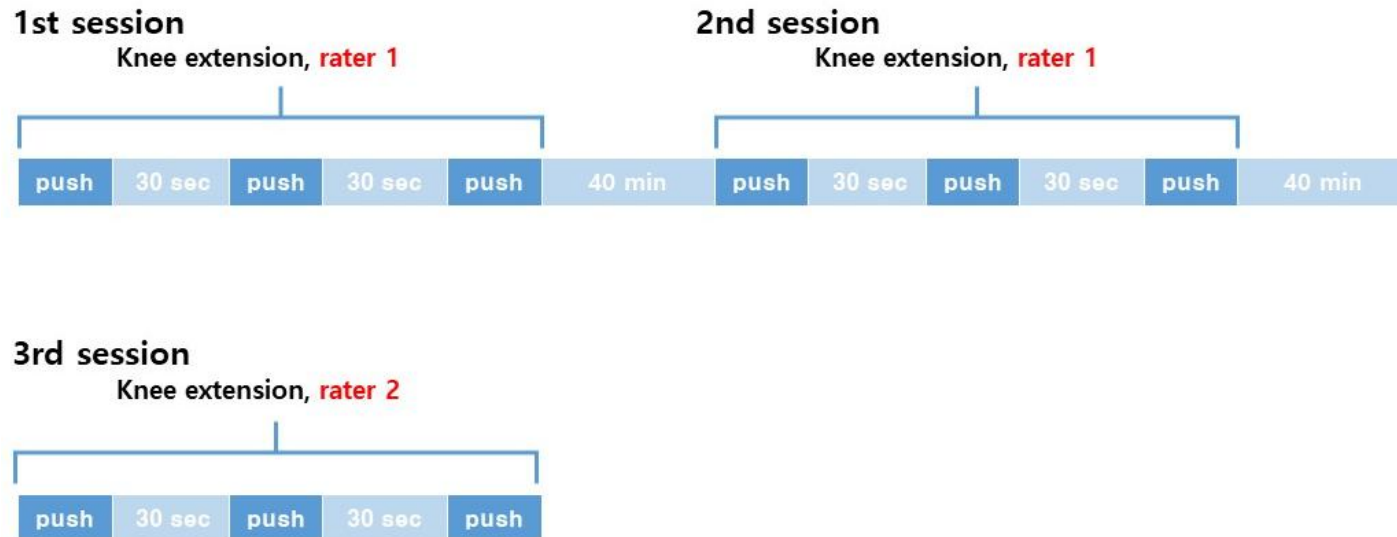 1st session
Knee extension, rater 1
push 30 sec push 30 sec push 40 min
2nd session
Knee extension, rater 1
push 30 sec push 30 sec push 40 min
3rd session
Knee extension, rater 2
push 30 sec push 30 sec push